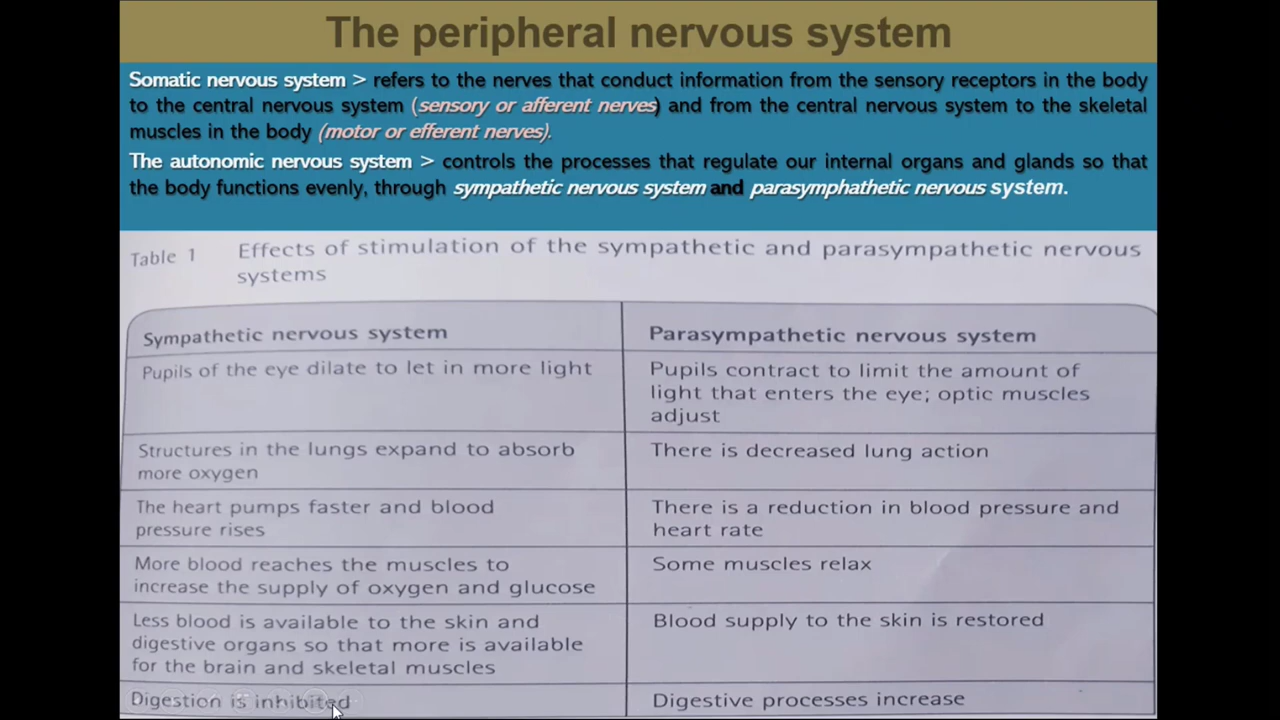 The peripheral nervous system
Somatic nervous system > refers to the nerves that conduct information from the sensory receptors in the body
to the central nervous system (sensory or afferent nerves) and from the central nervous system to the skeletal
muscles in the body (motor or efferent nerves).
The autonomic nervous system > controls the processes that regulate our internal organs and glands so that
the body functions evenly, through sympathetic nervous system and parasymphathetic nervous system.
Table 1 Effects of stimulation of the sympathetic and parasympathetic nervous
systems
Sympathetic nervous system
Parasympathetic nervous system
Pupils of the eye dilate to let in more light
Pupils contract to limit the amount of
light that enters the eye; optic muscles
adjust
Structures in the lungs expand to absorb
more oxygen
There is decreased lung action
The heart pumps faster and blood
pressure rises
There is a reduction in blood pressure and
heart rate
More blood reaches the muscles to
increase the supply of oxygen and glucose
Some muscles relax
Less blood is available to the skin and
digestive organs so that more is available
for the brain and skeletal muscles
Blood supply to the skin is restored
Digestion is inhibited
Digestive processes increase